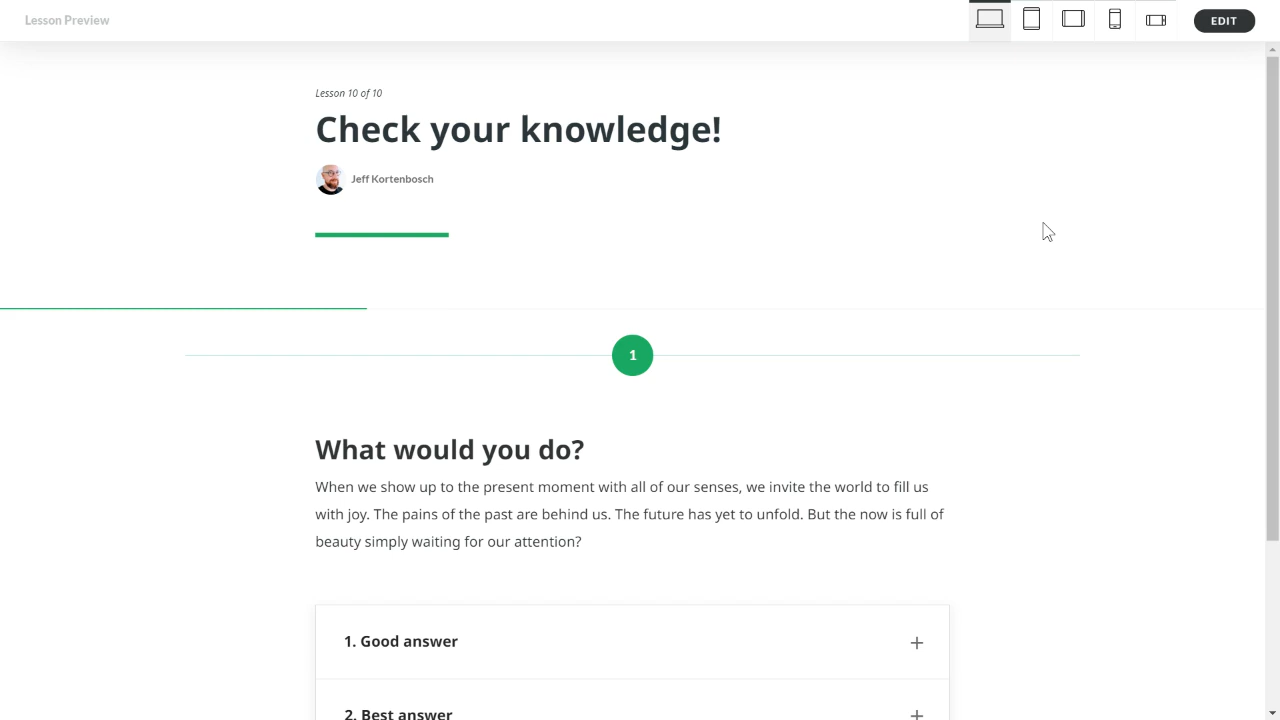 Lesson Preview
EDIT
Lesson 10 of 10
Check your knowledge!
Jeff Kortenbosch
1
What would you do?
When we show up to the present moment with all of our senses, we invite the world to fill us
with joy. The pains of the past are behind us. The future has yet to unfold. But the now is full of
beauty simply waiting for our attention?
1. Good answer
2. Best answer